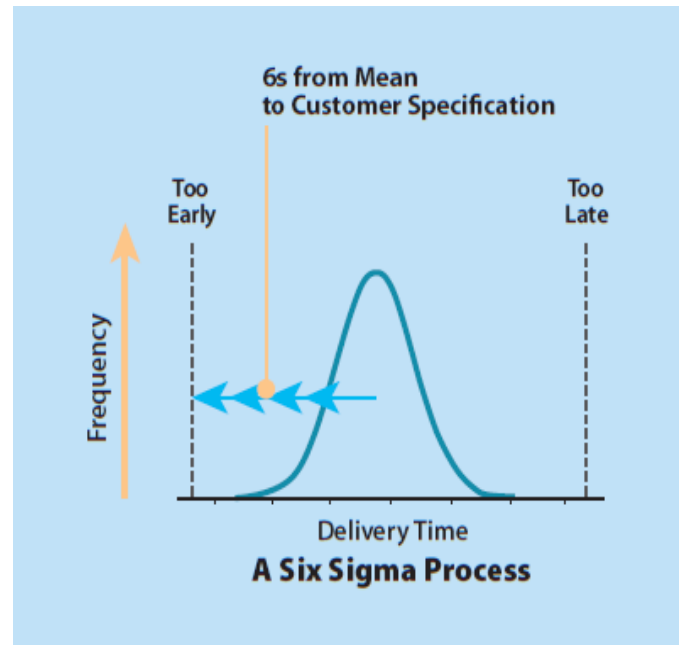 6s from Mean
to Customer Specification
Too
Early
Too
Late
Frequency
Delivery Time
A Six Sigma Process